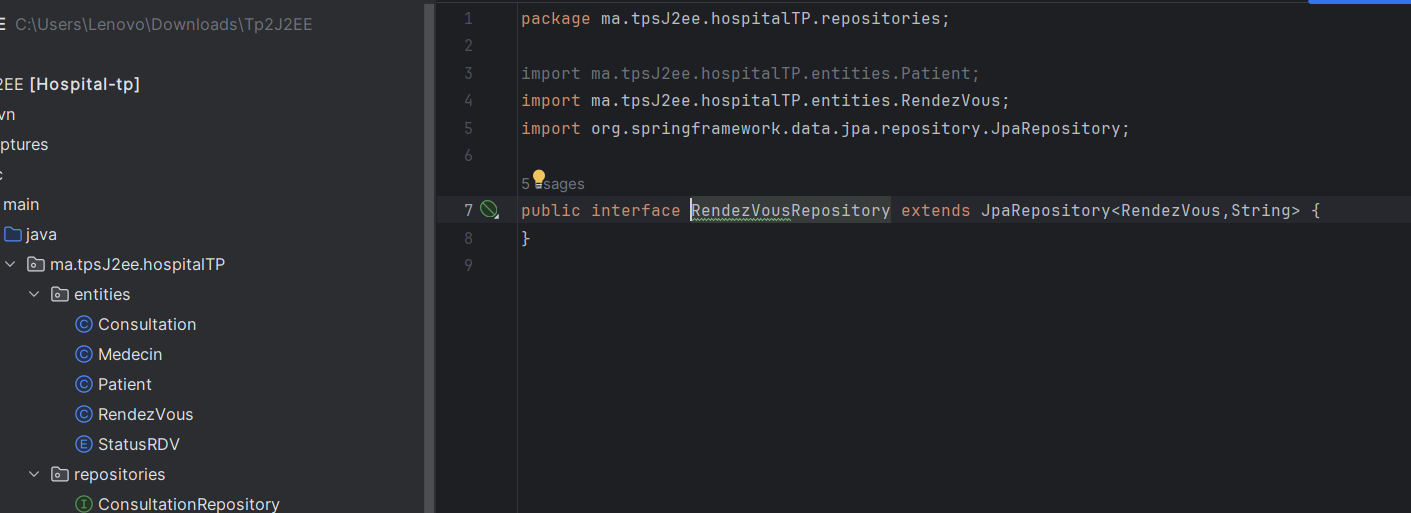 C:\Users\Lenovo\Downloads\Tp2J2EE
2EE [Hospital-tp]
vn
ptures
c
main
java
ma.tpsJ2ee.hospitalTP
entities
C Consultation
C Medecin
C Patient
C RendezVous
E StatusRDV
repositories
I ConsultationRepository
1 package ma.tpsJ2ee.hospitalTP.repositories;
2
3 import ma.tpsJ2ee.hospitalTP.entities.Patient;
4 import ma.tpsJ2ee.hospitalTP.entities.RendezVous;
5 import org.springframework.data.jpa.repository.JpaRepository;
6
5 usages
7 public interface RendezVousRepository extends JpaRepository<RendezVous,String> {
8 }
9